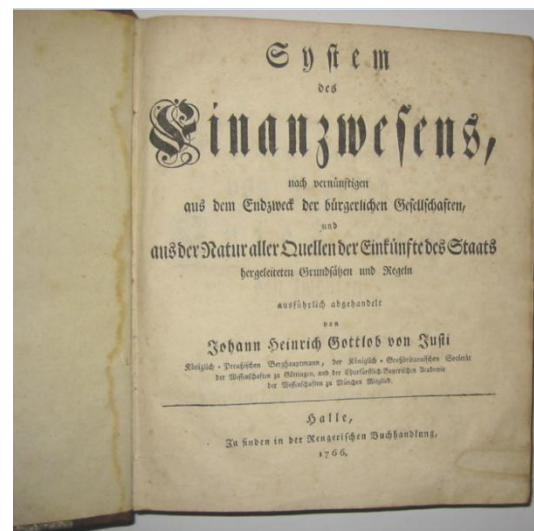 System
des
Finanzwesens,
nach vernünftigen
aus dem Endzweck der bürgerlichen Gesellschaften,
und
aus der Natur aller Quellen der Einkünfte des Staats
hergeleiteten Grundsätzen und Regeln
ausführlich abgehandelt
von
Johann Heinrich Gottlob von Justi
Königlich-Preußischen Berghauptmann, der Königlich-Großbritannischen Societät
der Wissenschaften zu Göttingen, und der Churfürstlich-Bayerischen Academie
der Wissenschaften zu München Mitglied.
Halle,
Zu finden in der Rengerischen Buchhandlung,
1766.